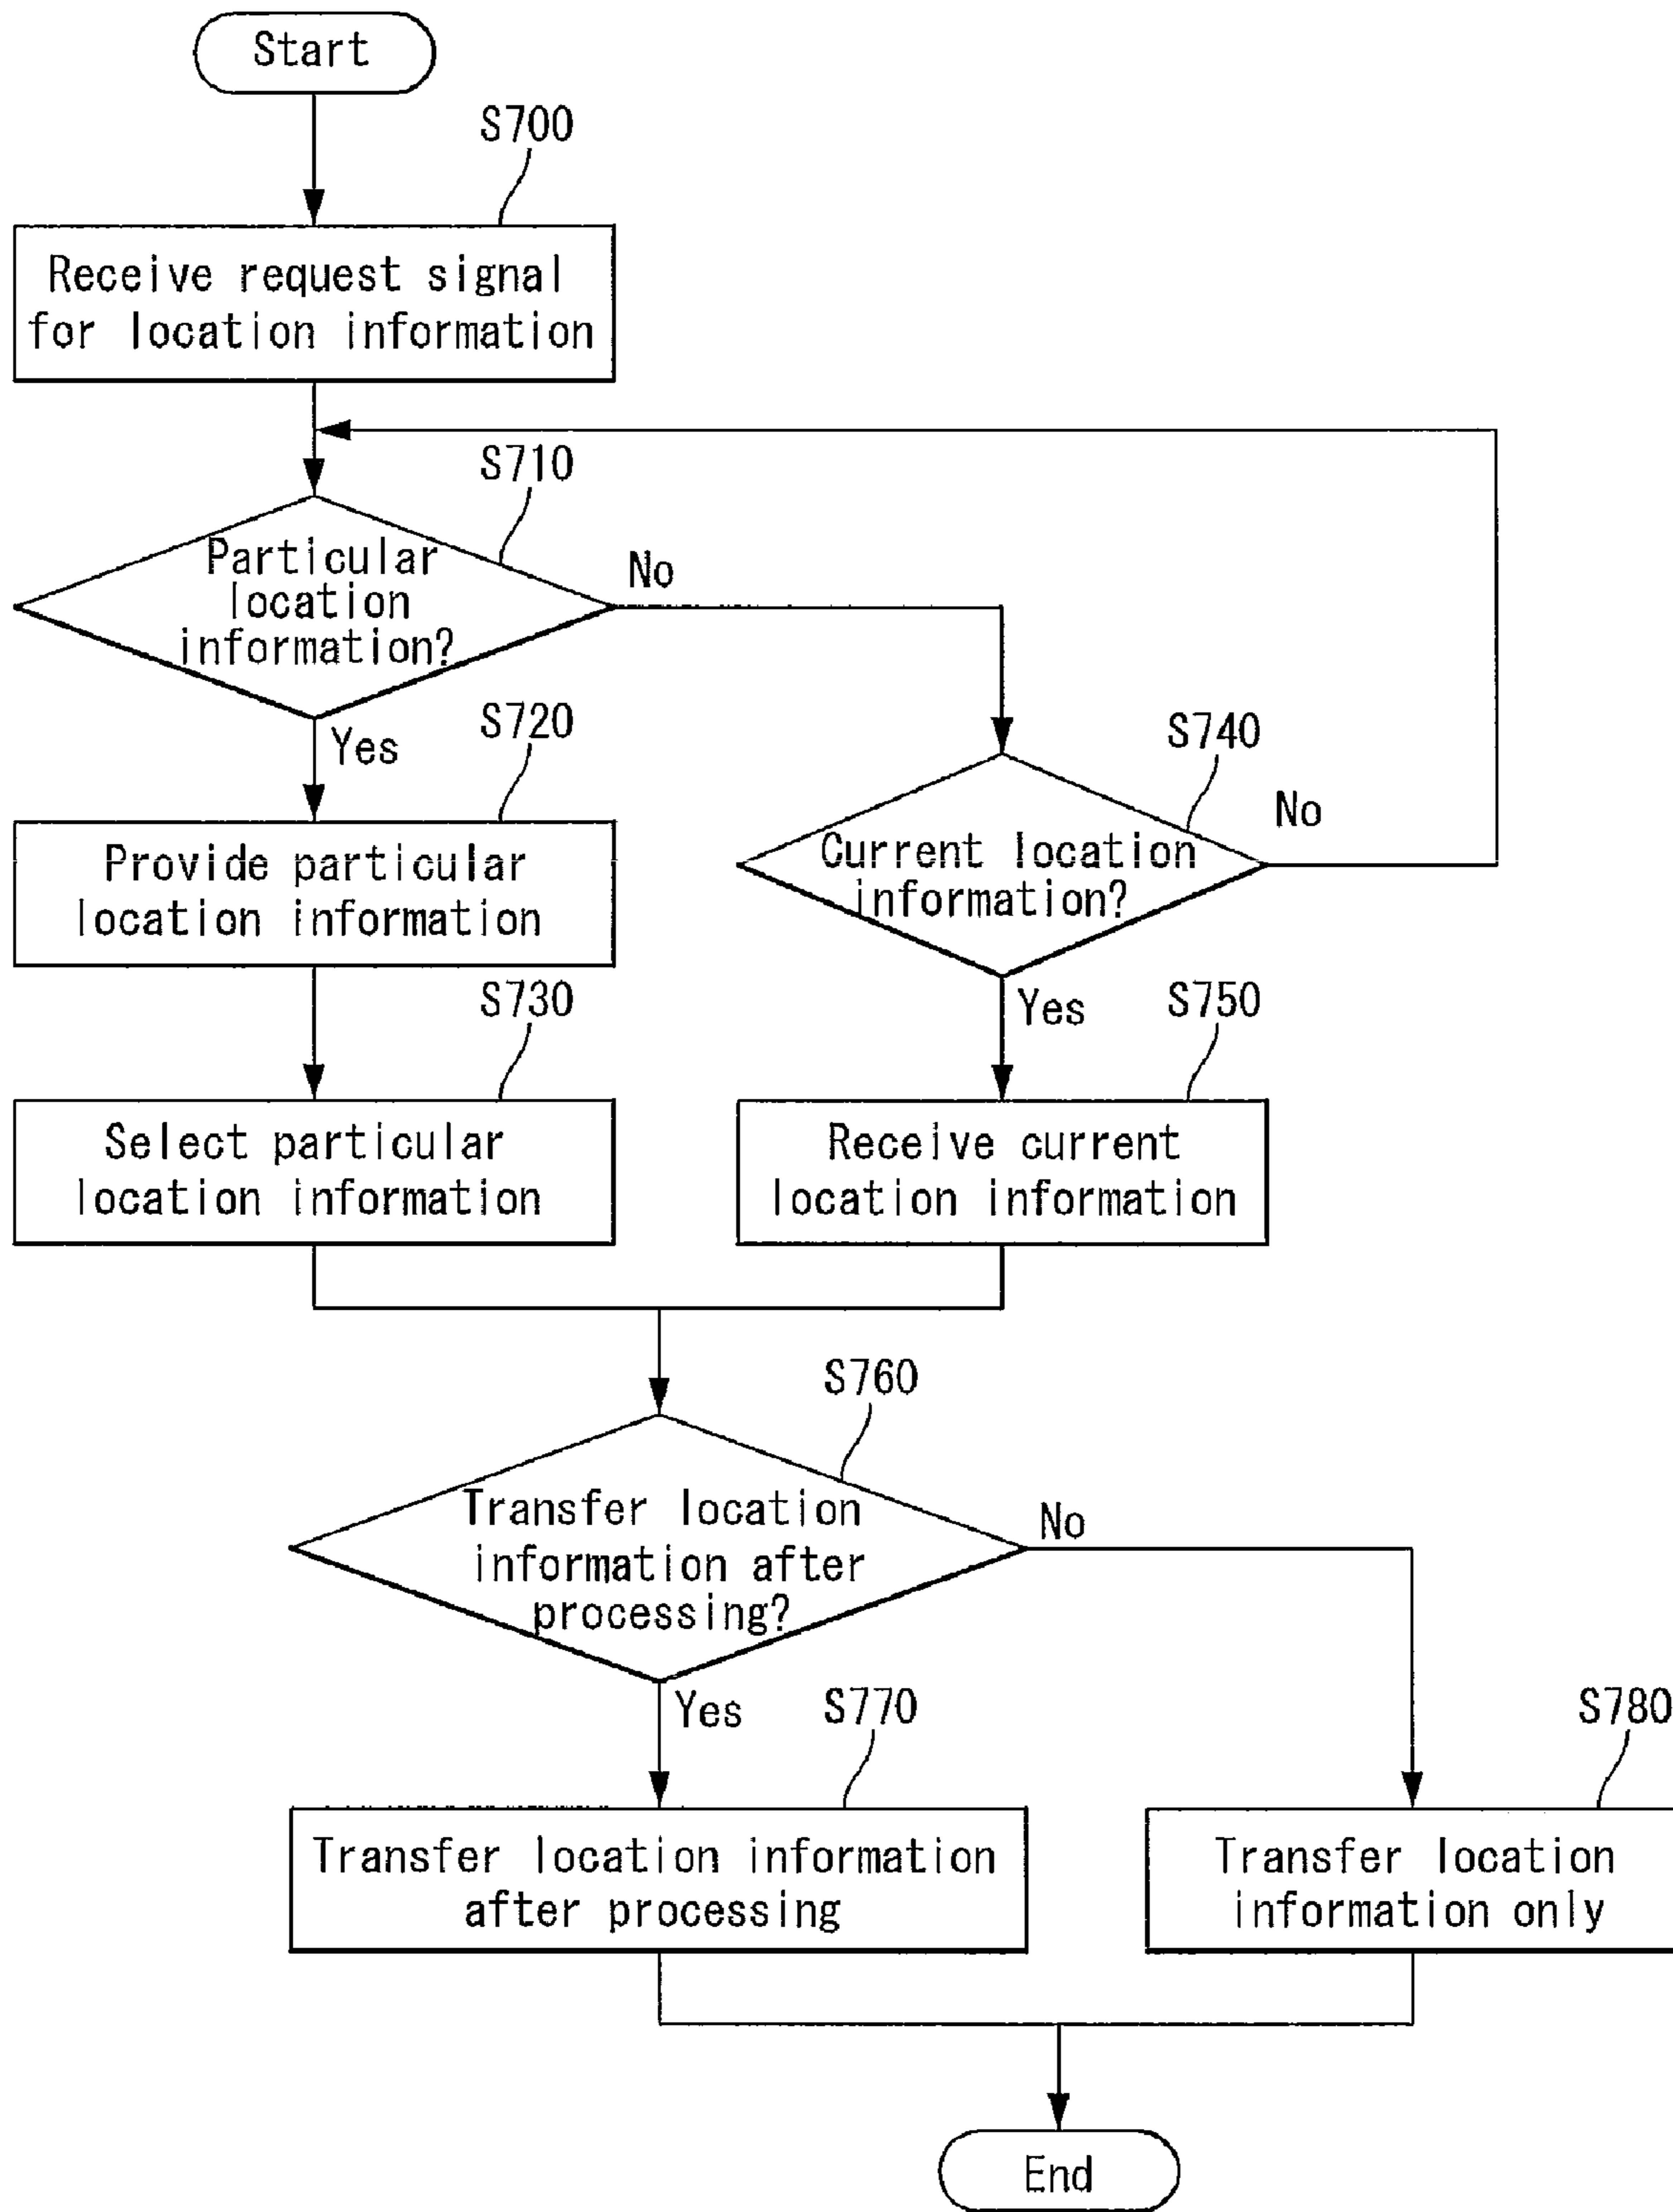 Start
S700
Receive request signal
for location information
S710
Particular
location
information?
No
Yes
S720
Provide particular
location information
S740
Current location
information?
No
Yes
S730
Select particular
location information
S750
Receive current
location information
S760
Transfer location
information after
processing?
No
Yes
S770
Transfer location information
after processing
S780
Transfer location
information only
End